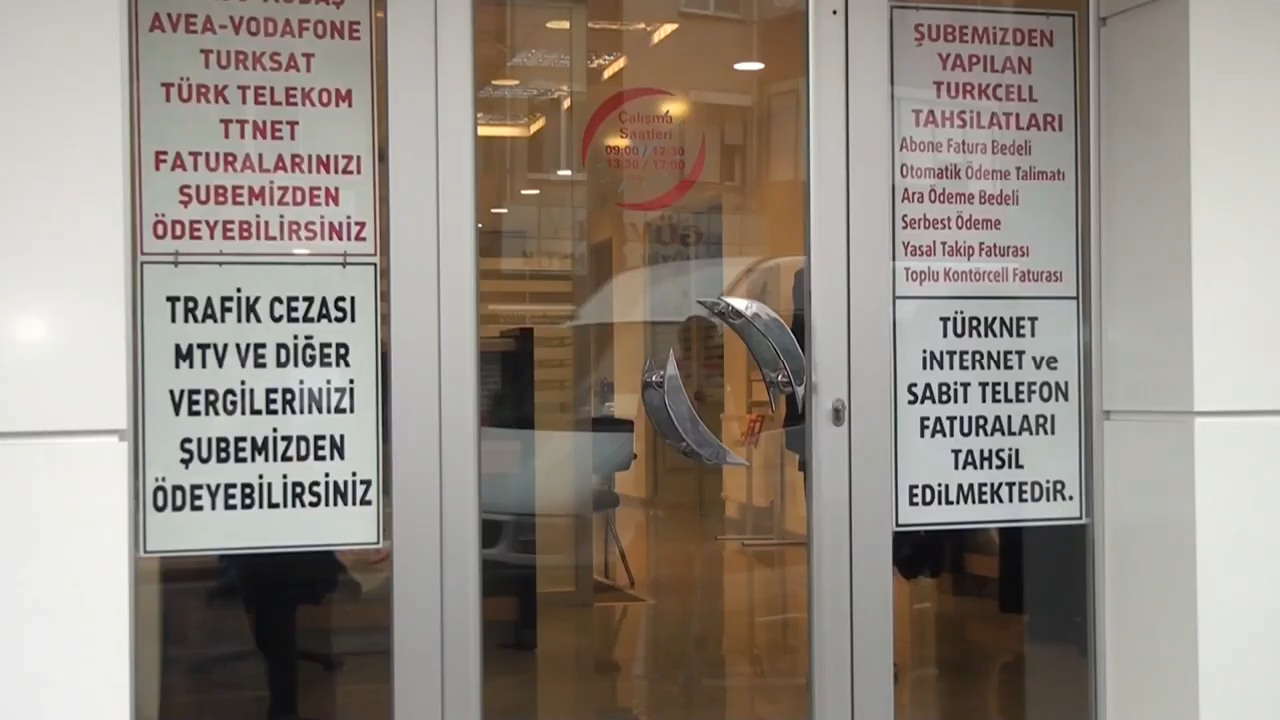 AVEA-VODAFONE
TURKSAT
TÜRK TELEKOM
TTNET
FATURALARINIZI
ŞUBEMİZDEN
ÖDEYEBİLİRSİNİZ
TRAFİK CEZASI
MTV VE DİĞER
VERGİLERİNİZİ
ŞUBEMİZDEN
ÖDEYEBİLİRSİNİZ
Çalışma
Saatleri
09:00 / 12:30
13:30 / 17:00
ŞUBEMİZDEN
YAPILAN
TURKCELL
TAHSİLATLARI
Abone Fatura Bedeli
Otomatik Ödeme Talimatı
Ara Ödeme Bedeli
Serbest Ödeme
Yasal Takip Faturası
Toplu Kontörcell Faturası
TÜRKNET
İNTERNET ve
SABİT TELEFON
FATURALARI
TAHSİL
EDİLMEKTEDİR.